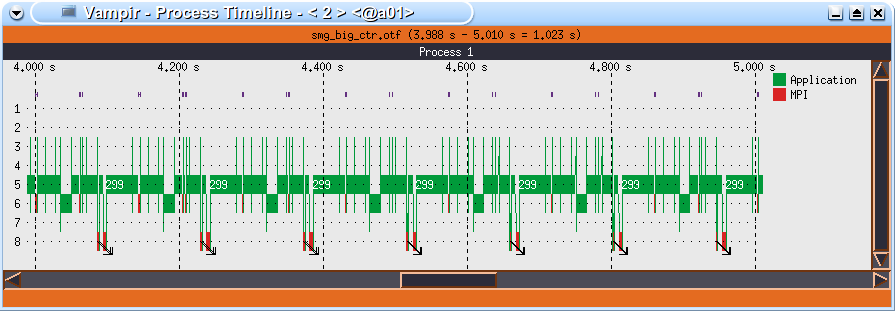 Vampir - Process Timeline - < 2 > <@a01>
smg_big_ctr.otf (3.988 s - 5.010 s = 1.023 s)
Process 1
4.000 s 4.200 s 4.400 s 4.600 s 4.800 s 5.000 s
Application
MPI
1
2
3
4
5 299 299 299 299 299 299 299
6
7
8